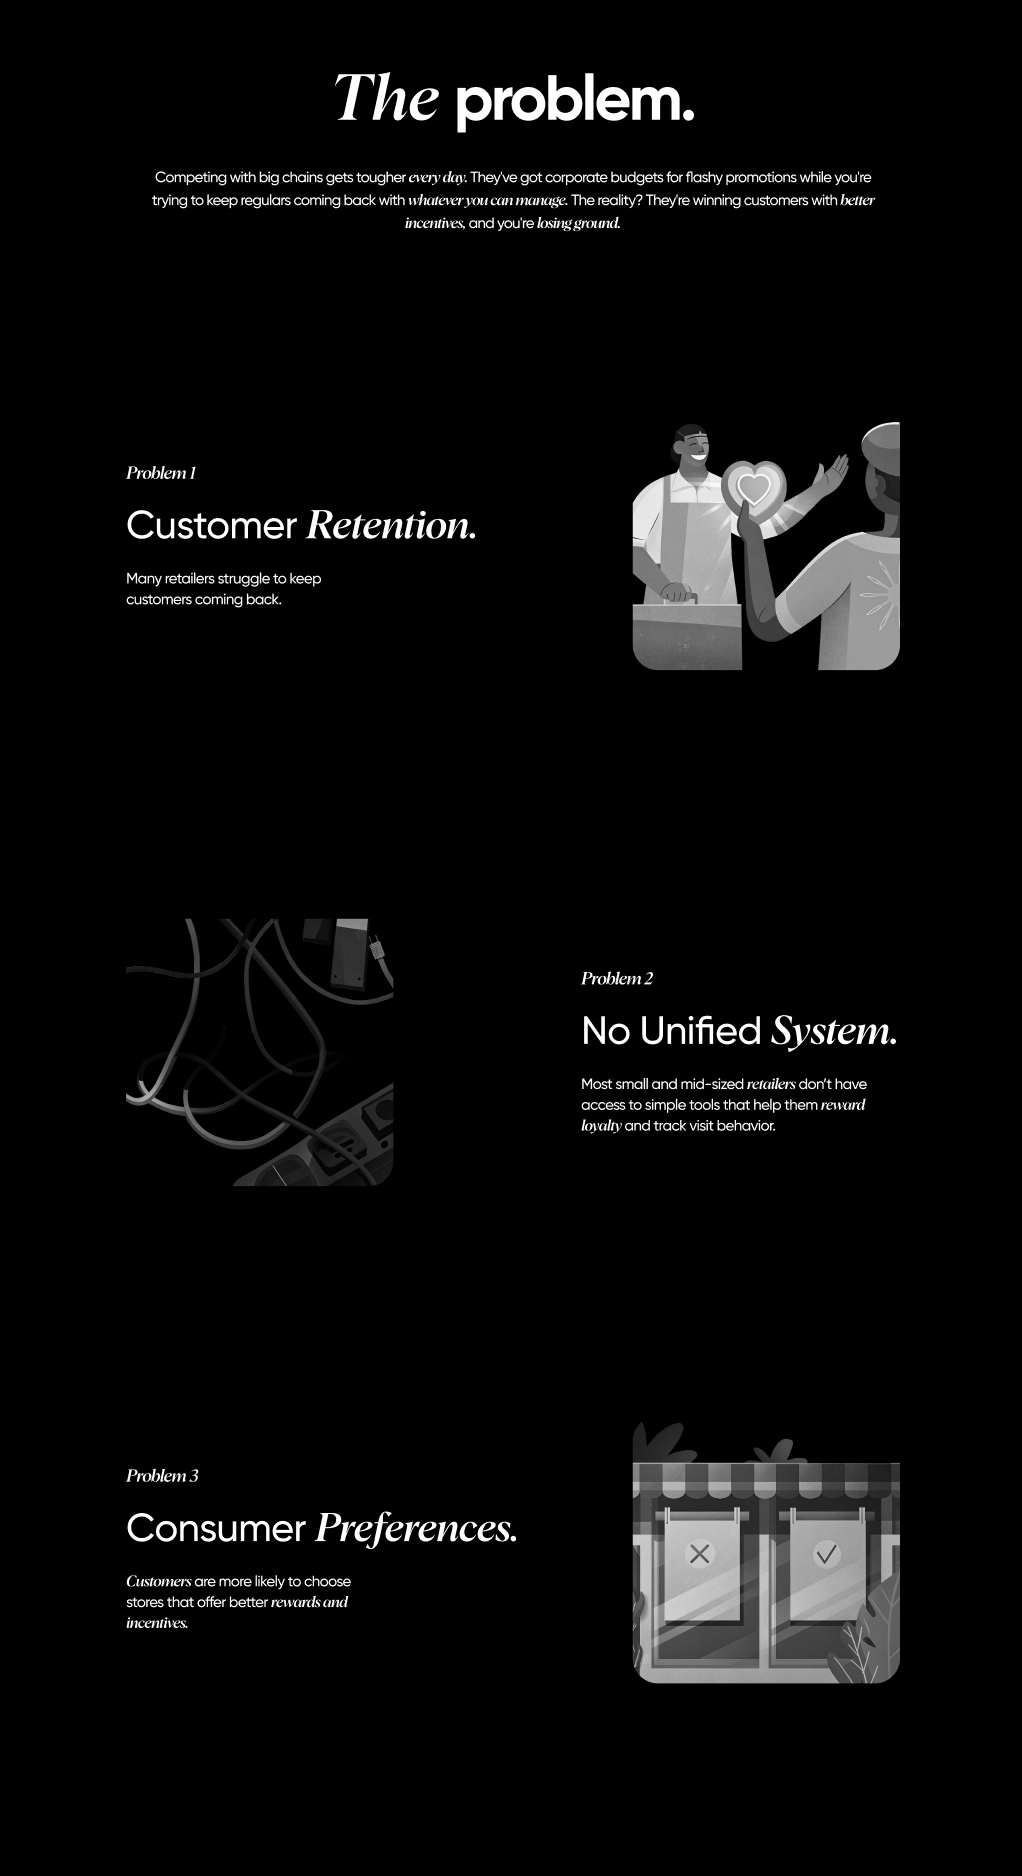 The problem.
Competing with big chains gets tougher every day. They've got corporate budgets for flashy promotions while you're
trying to keep regulars coming back with whatever you can manage. The reality? They're winning customers with better
incentives, and you're losing ground.
Problem 1
Customer Retention.
Many retailers struggle to keep
customers coming back.
Problem 2
No Unified System.
Most small and mid-sized retailers don’t have
access to simple tools that help them reward
loyalty and track visit behavior.
Problem 3
Consumer Preferences.
Customers are more likely to choose
stores that offer better rewards and
incentives.